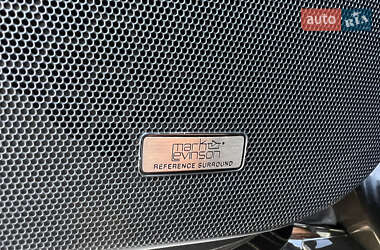 auto RIA
mark
levinson
REFERENCE SURROUND